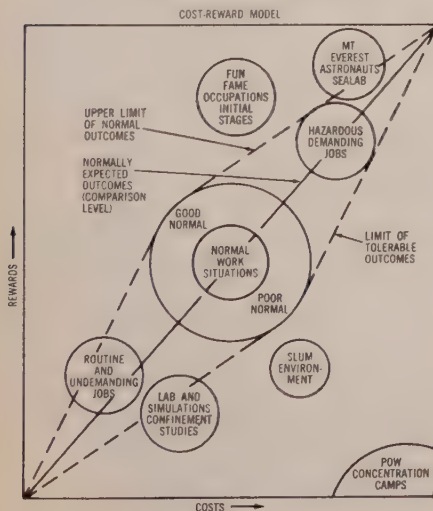 COST-REWARD MODEL
MT
EVEREST
ASTRONAUTS
SEALAB
FUN
FAME
OCCUPATIONS
INITIAL
STAGES
UPPER LIMIT
OF NORMAL
OUTCOMES
HAZARDOUS
DEMANDING
JOBS
NORMALLY
EXPECTED
OUTCOMES
(COMPARISON
LEVEL)
GOOD
NORMAL
LIMIT OF
TOLERABLE
OUTCOMES
NORMAL
WORK
SITUATIONS
REWARDS
POOR
NORMAL
SLUM
ENVIRON-
MENT
ROUTINE
AND
UNDEMANDING
JOBS
LAB AND
SIMULATIONS
CONFINEMENT
STUDIES
POW
CONCENTRATION
CAMPS
COSTS